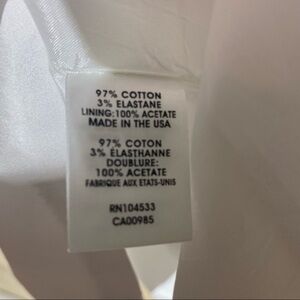 97% COTTON
3% ELASTANE
LINING:100% ACETATE
MADE IN THE USA
97% COTON
3% ÉLASTHANNE
DOUBLURE:
100% ACETATE
FABRIQUE AUX ETATS-UNIS
RN104533
CA00985